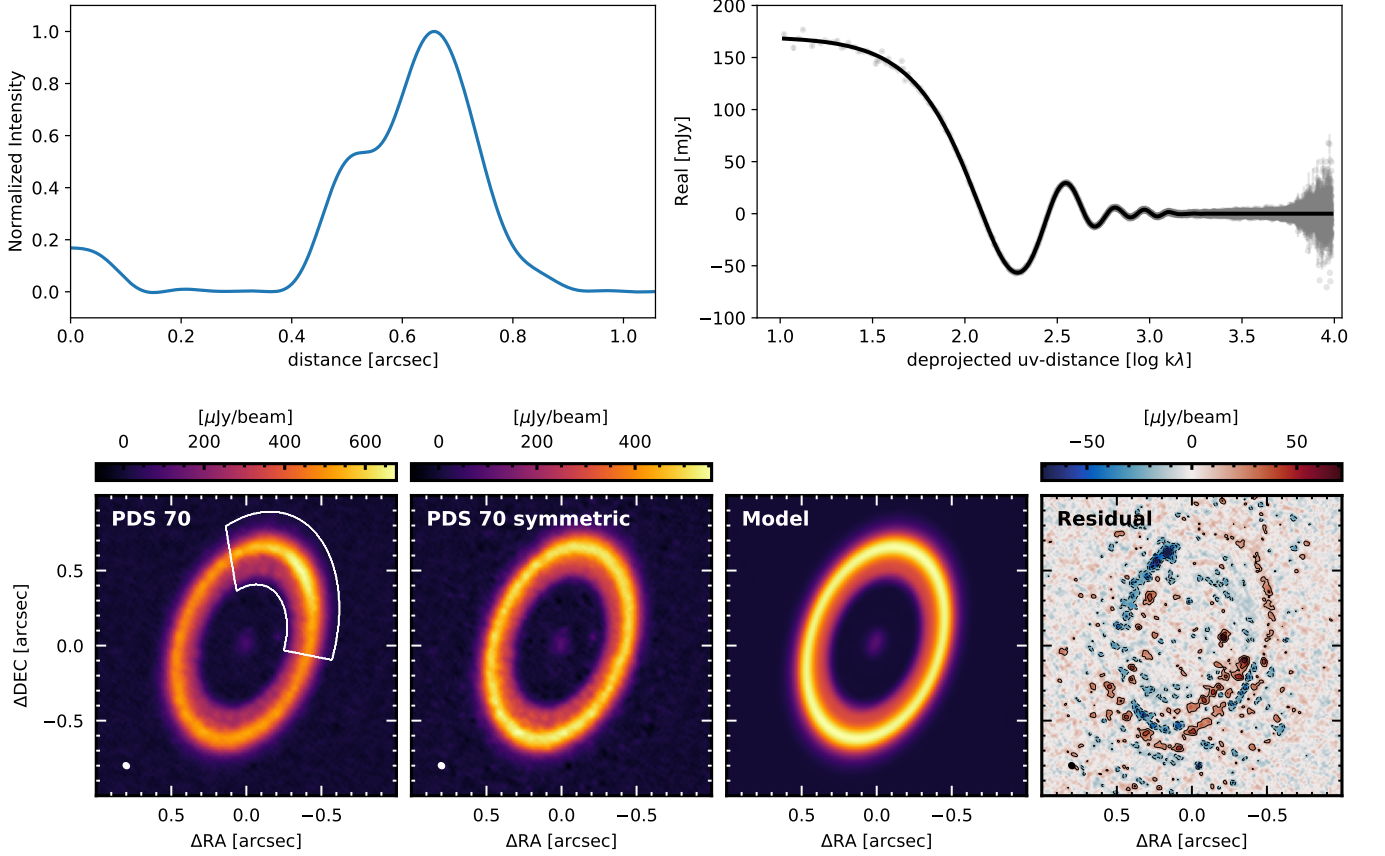 Normalized Intensity
1.0
0.8
0.6
0.4
0.2
0.0
0.0 0.2 0.4 0.6 0.8 1.0
distance [arcsec]
Real [mJy]
200
150
100
50
0
−50
−100
1.0 1.5 2.0 2.5 3.0 3.5 4.0
deprojected uv-distance [log kλ]
[μJy/beam]
0 200 400 600
[μJy/beam]
0 200 400
[μJy/beam]
−50 0 50
PDS 70
PDS 70 symmetric
Model
Residual
ΔDEC [arcsec]
0.5
0.0
−0.5
0.5 0.0 −0.5
ΔRA [arcsec]
0.5 0.0 −0.5
ΔRA [arcsec]
0.5 0.0 −0.5
ΔRA [arcsec]
0.5 0.0 −0.5
ΔRA [arcsec]